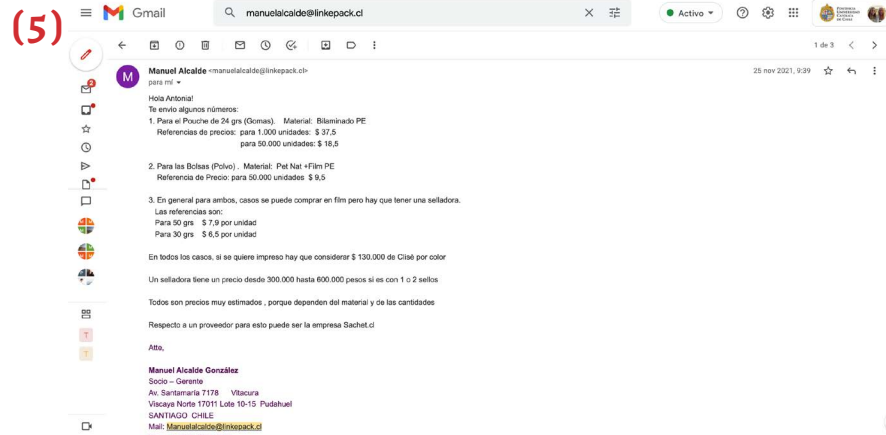 (5)
Gmail
manuelalcalde@linkepack.cl
Activo
PONTIFICIA UNIVERSIDAD CATÓLICA DE CHILE
1 de 3
2
M
Manuel Alcalde <manuelalcalde@linkepack.cl>
25 nov 2021, 9:39
para mí
Hola Antonia!
Te envío algunos números:
1. Para el Pouche de 24 grs (Gomas). Material: Bilaminado PE
Referencias de precios: para 1.000 unidades: $ 37,5
para 50.000 unidades: $ 18,5
2. Para las Bolsas (Polvo) . Material: Pet Nat +Film PE
Referencia de Precio: para 50.000 unidades $ 9,5
3. En general para ambos, casos se puede comprar en film pero hay que tener una selladora.
Las referencias son:
Para 50 grs $ 7,9 por unidad
Para 30 grs $ 6,5 por unidad
En todos los casos, si se quiere impreso hay que considerar $ 130.000 de Clisé por color
Un selladora tiene un precio desde 300.000 hasta 600.000 pesos si es con 1 o 2 sellos
Todos son precios muy estimados , porque dependen del material y de las cantidades
Respecto a un proveedor para esto puede ser la empresa Sachet.cl
Atte,
Manuel Alcalde González
Socio – Gerente
Av. Santamaría 7178 Vitacura
Viscaya Norte 17011 Lote 10-15 Pudahuel
SANTIAGO CHILE
Mail: Manuelalcalde@linkepack.cl
T
T